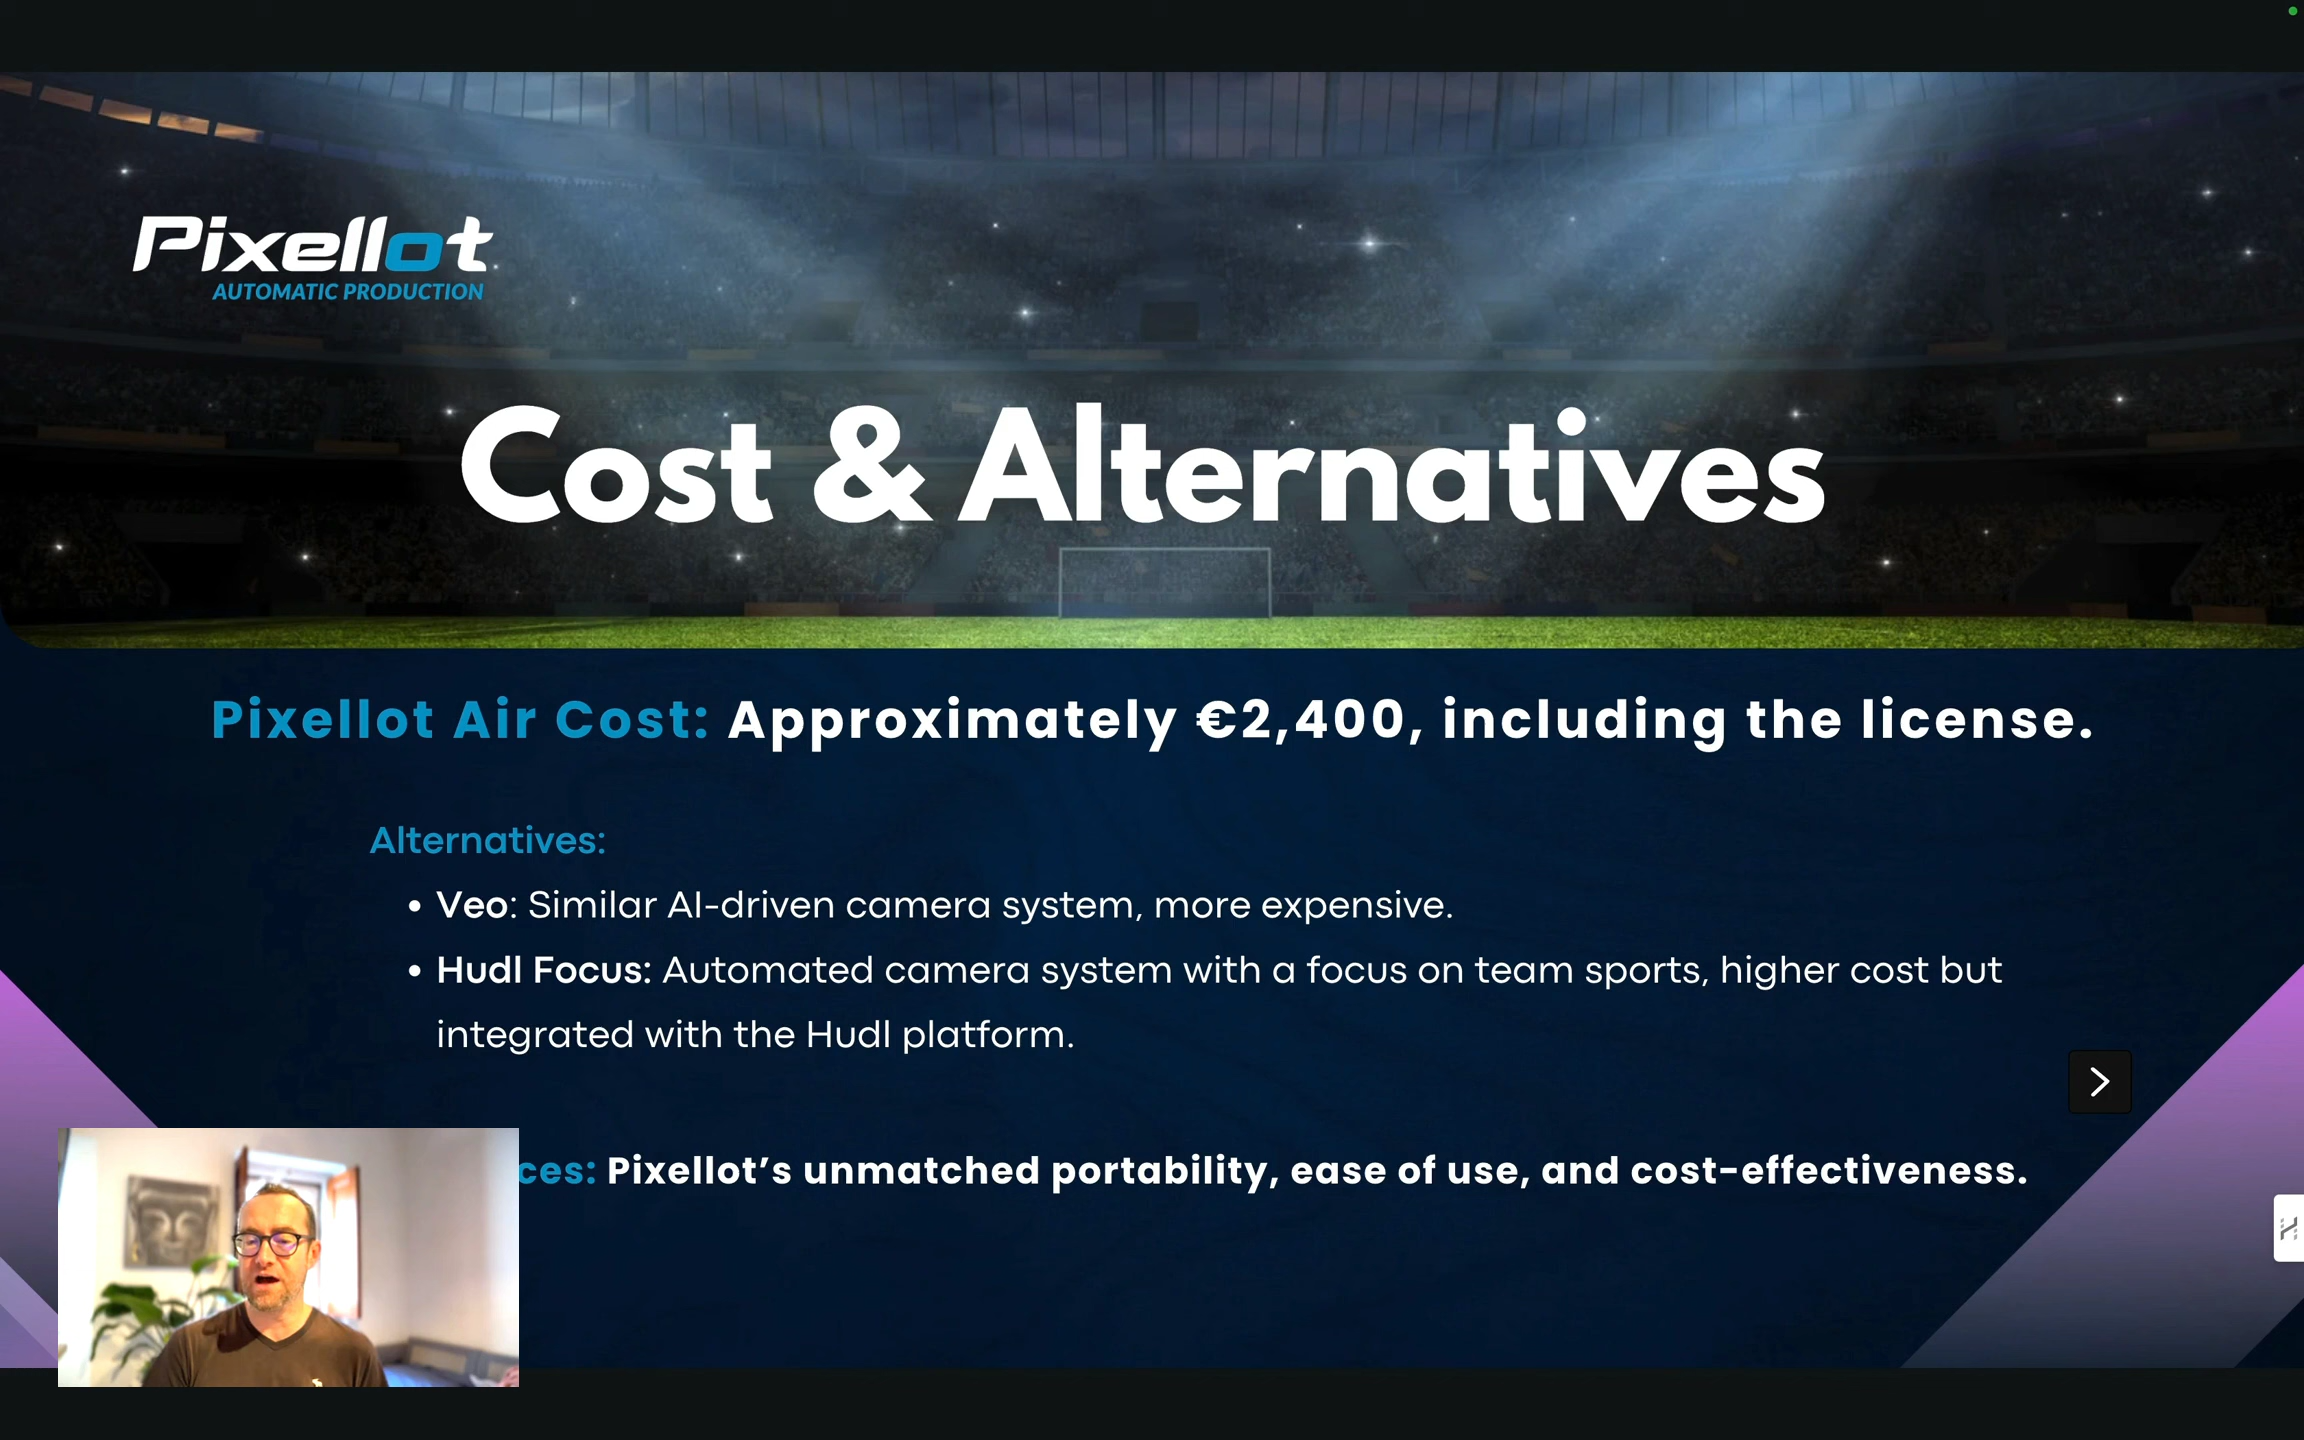 Pixellot
AUTOMATIC PRODUCTION
Cost & Alternatives
Pixellot Air Cost: Approximately €2,400, including the license.
Alternatives:
• Veo: Similar AI-driven camera system, more expensive.
• Hudl Focus: Automated camera system with a focus on team sports, higher cost but
integrated with the Hudl platform.
Pixellot’s unmatched portability, ease of use, and cost-effectiveness.